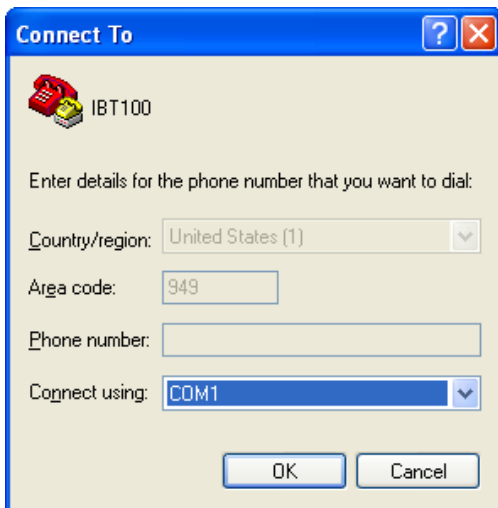 Connect To
IBT100
Enter details for the phone number that you want to dial:
Country/region: United States (1)
Area code: 949
Phone number:
Connect using: COM1
OK Cancel